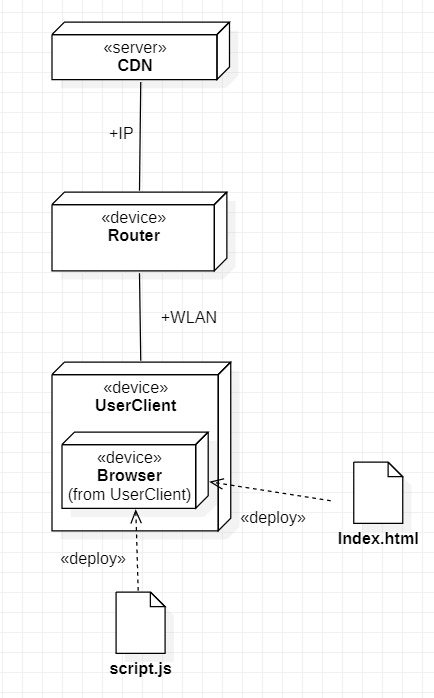 «server»
CDN
+IP
«device»
Router
+WLAN
«device»
UserClient
«device»
Browser
(from UserClient)
«deploy»
Index.html
«deploy»
script.js